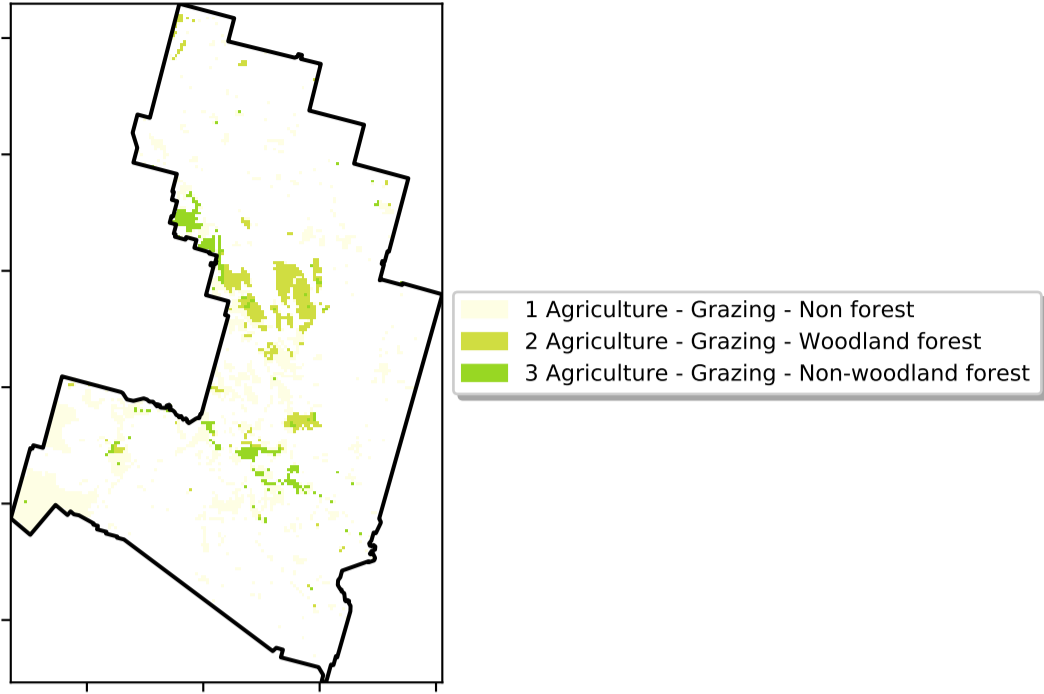 1 Agriculture - Grazing - Non forest
2 Agriculture - Grazing - Woodland forest
3 Agriculture - Grazing - Non-woodland forest